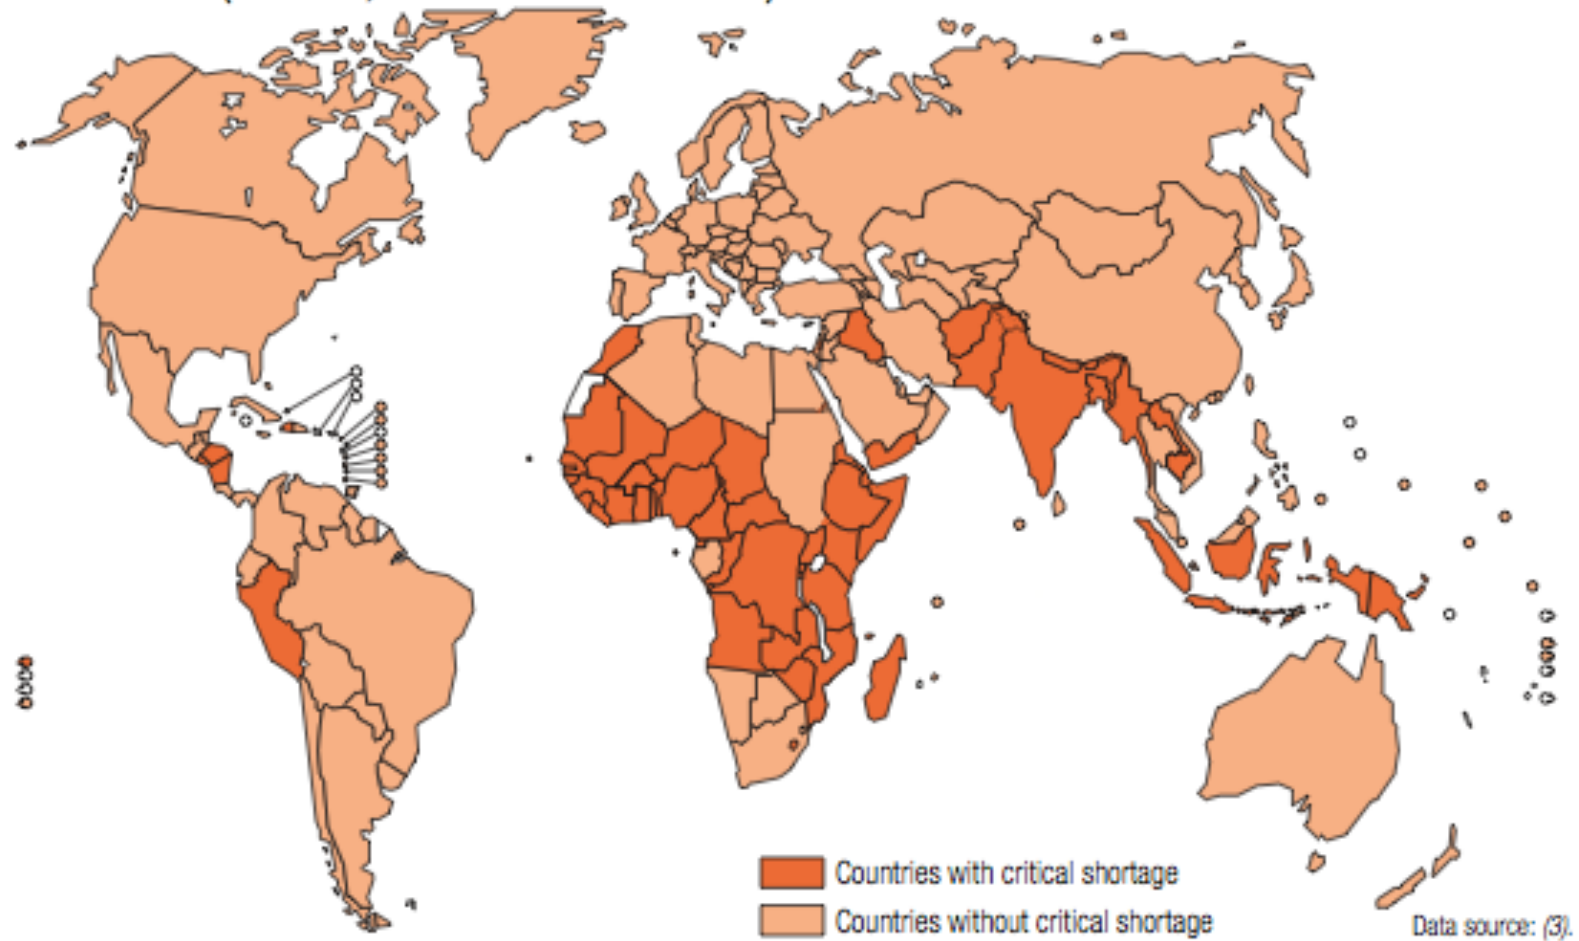 Countries with critical shortage
Countries without critical shortage
Data source: (3).